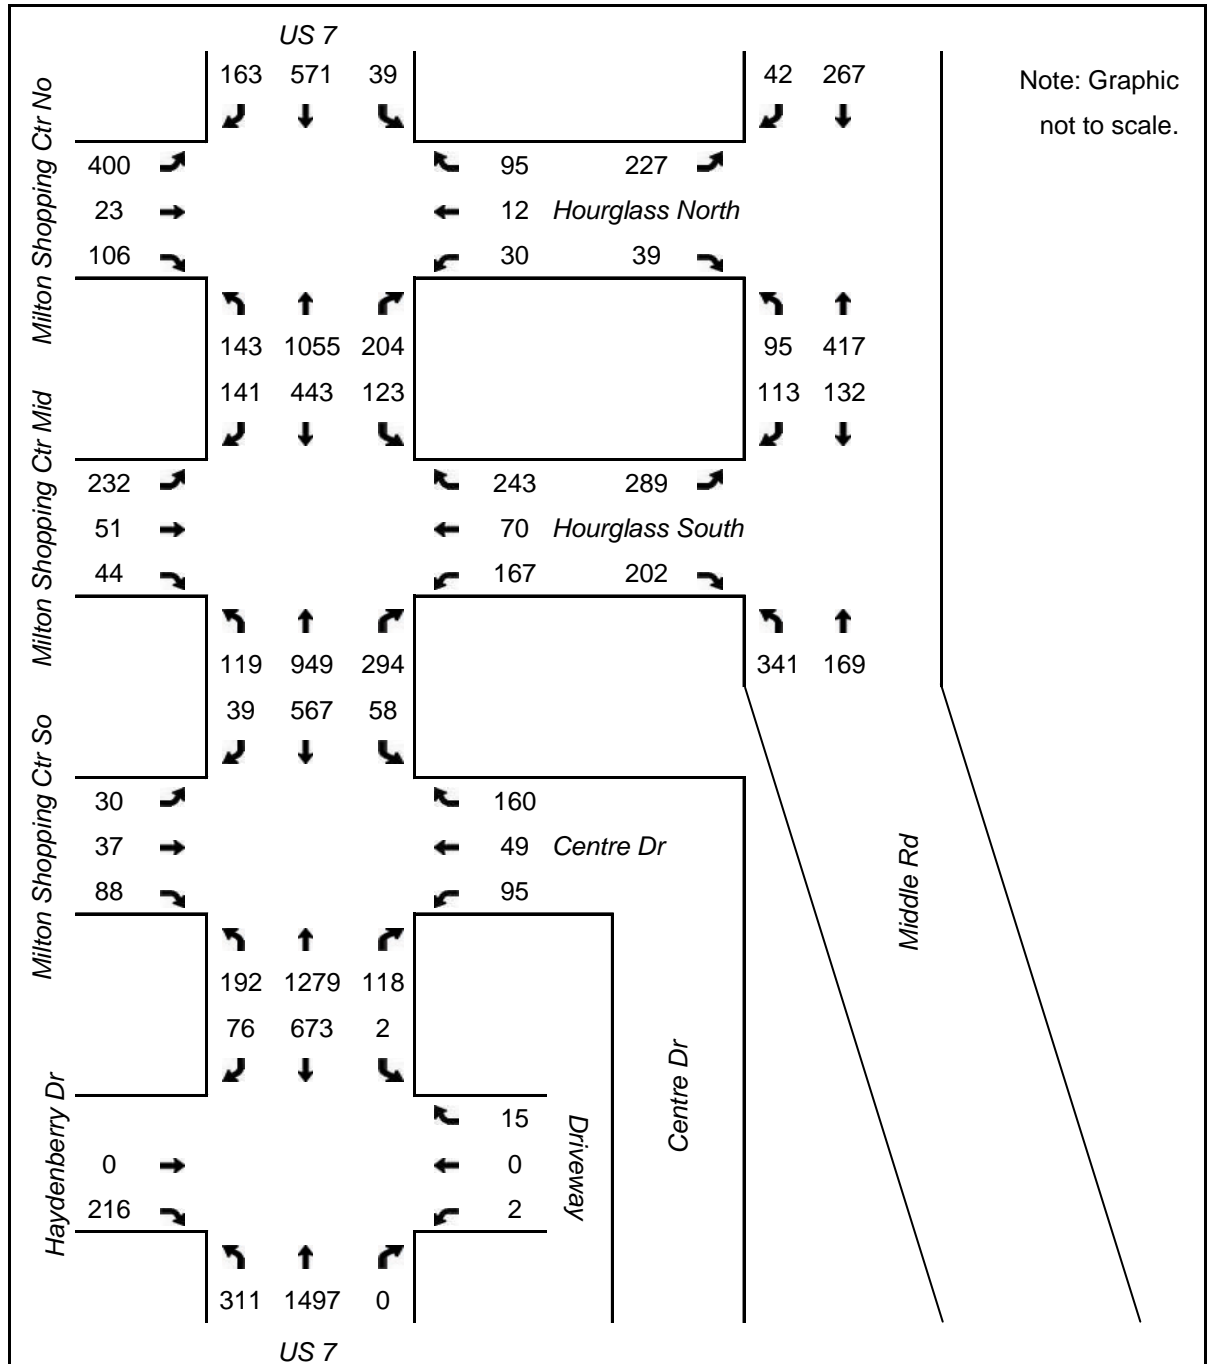 US 7
163 571 39 42 267
Note: Graphic
not to scale.
Milton Shopping Ctr No
400 95 227
23 12 Hourglass North
106 30 39
143 1055 204 95 417
141 443 123 113 132
Milton Shopping Ctr Mid
232 243 289
51 70 Hourglass South
44 167 202
119 949 294 341 169
39 567 58
Milton Shopping Ctr So
30 160
37 49 Centre Dr
88 95
Middle Rd
192 1279 118
76 673 2
Centre Dr
Haydenberry Dr
15
Driveway
0 0
216 2
311 1497 0
US 7